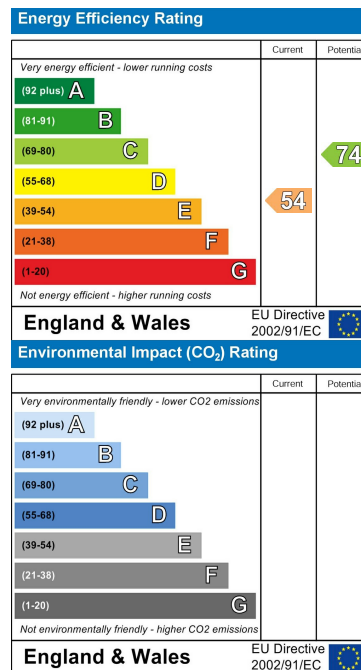 Energy Efficiency Rating
Current Potentia
Very energy efficient - lower running costs
(92 plus) A
(81-91) B
(69-80) C
74
(55-68) D
54
(39-54) E
(21-38) F
(1-20) G
Not energy efficient - higher running costs
England & Wales
EU Directive
2002/91/EC
Environmental Impact (CO₂) Rating
Current Potentia
Very environmentally friendly - lower CO2 emissions
(92 plus) A
(81-91) B
(69-80) C
(55-68) D
(39-54) E
(21-38) F
(1-20) G
Not environmentally friendly - higher CO2 emissions
England & Wales
EU Directive
2002/91/EC